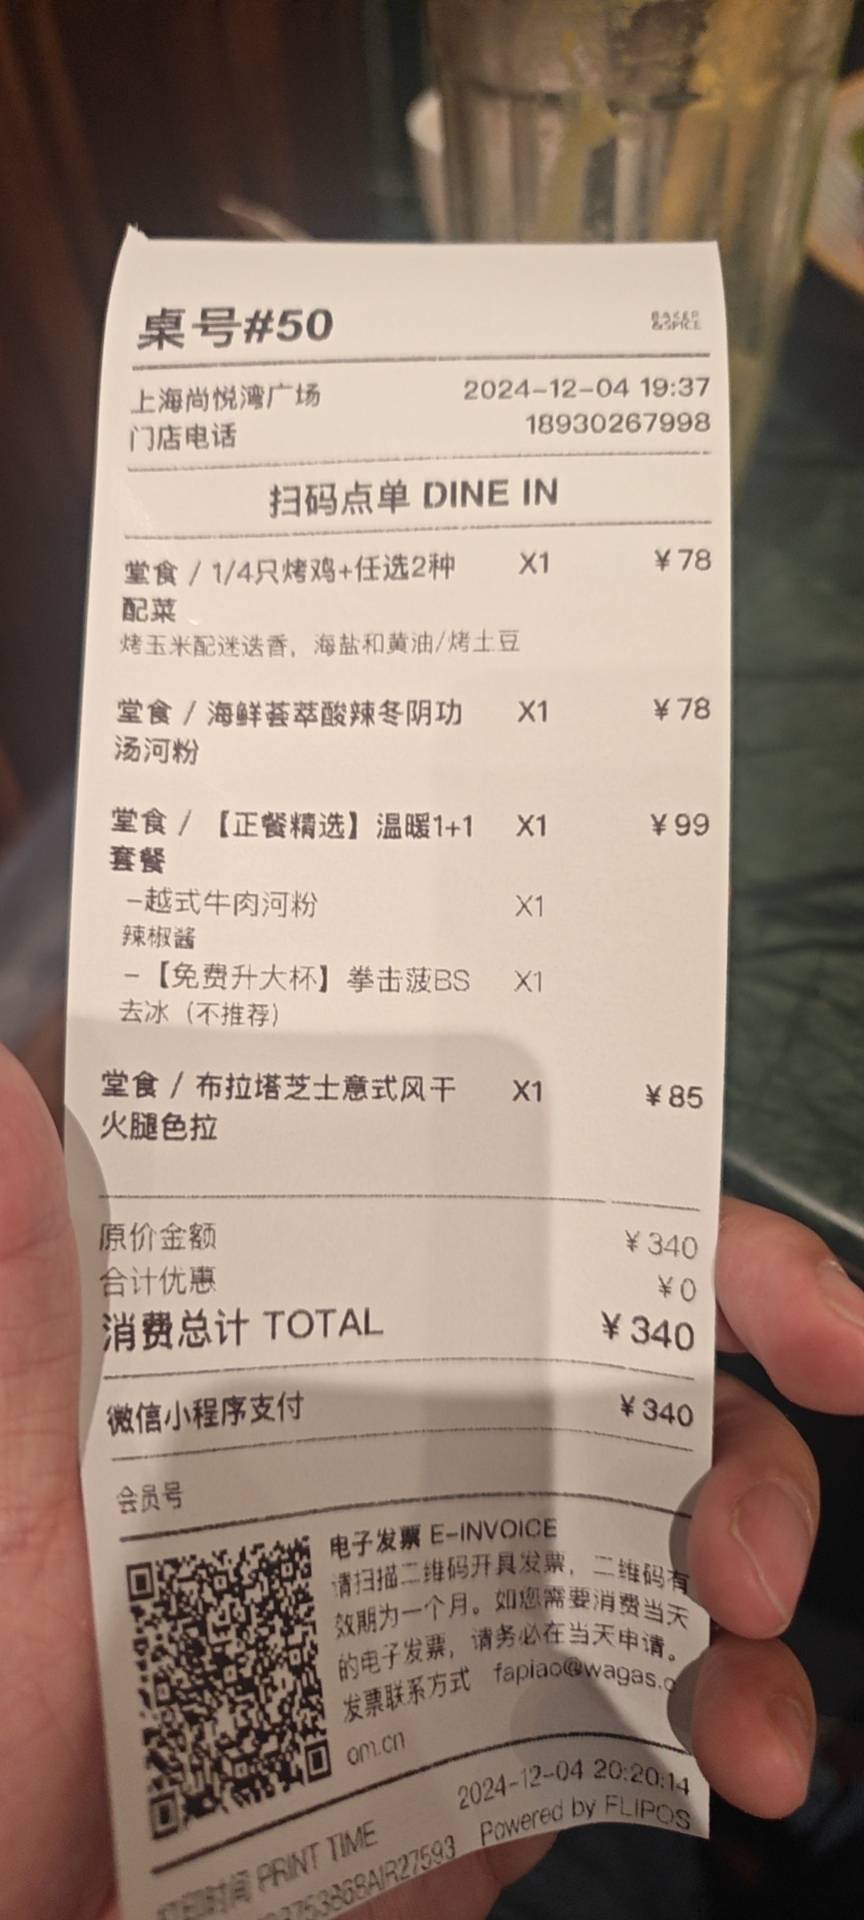 桌号#50
BAKER
&SPICE
上海尚悦湾广场 2024-12-04 19:37
门店电话 18930267998
扫码点单 DINE IN
堂食 / 1/4只烤鸡+任选2种 X1 ¥78
配菜
烤玉米配迷迭香，海盐和黄油/烤土豆
堂食 / 海鲜荟萃酸辣冬阴功 X1 ¥78
汤河粉
堂食 / 【正餐精选】温暖1+1 X1 ¥99
套餐
-越式牛肉河粉 X1
辣椒酱
-【免费升大杯】拳击菠BS X1
去冰（不推荐）
堂食 / 布拉塔芝士意式风干 X1 ¥85
火腿色拉
原价金额 ¥340
合计优惠 ¥0
消费总计 TOTAL ¥340
微信小程序支付 ¥340
会员号
电子发票 E-INVOICE
请扫描二维码开具发票，二维码有
效期为一个月。如您需要消费当天
的电子发票，请务必在当天申请。
发票联系方式 fapiao@wagas.c
om.cn
2024-12-04 20:20:14
打印时间 PRINT TIME
Powered by FLIPOS